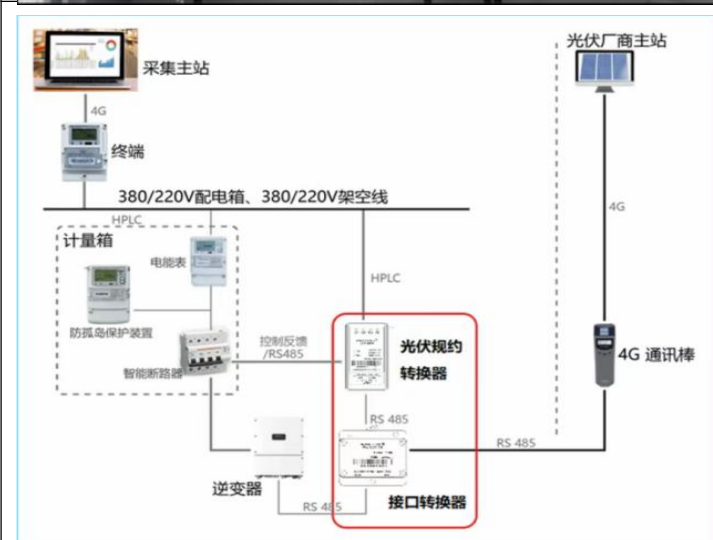 采集主站
光伏厂商主站
4G
终端
380/220V配电箱、380/220V架空线
HPLC
计量箱
电能表
4G
HPLC
防孤岛保护装置
智能断路器
控制反馈
/RS485
光伏规约
转换器
4G 通讯棒
RS 485
RS 485
逆变器
RS 485
接口转换器